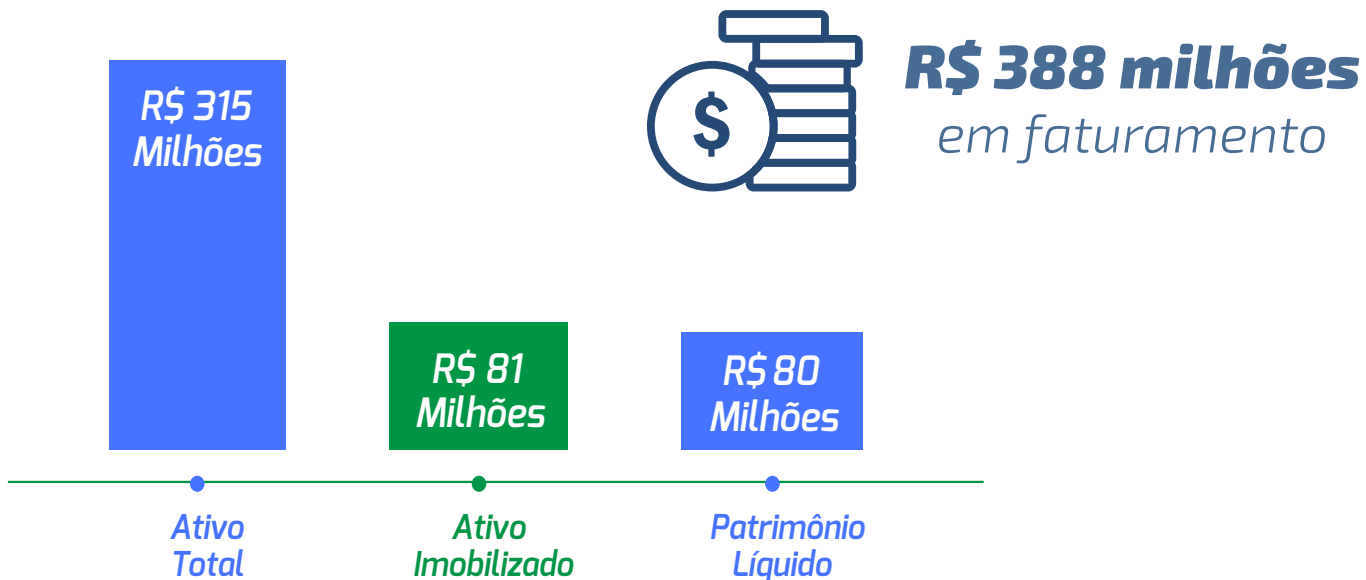 R$ 388 milhões
em faturamento
$
R$ 315
Milhões
R$ 81
Milhões
R$ 80
Milhões
Ativo
Total
Ativo
Imobilizado
Patrimônio
Líquido